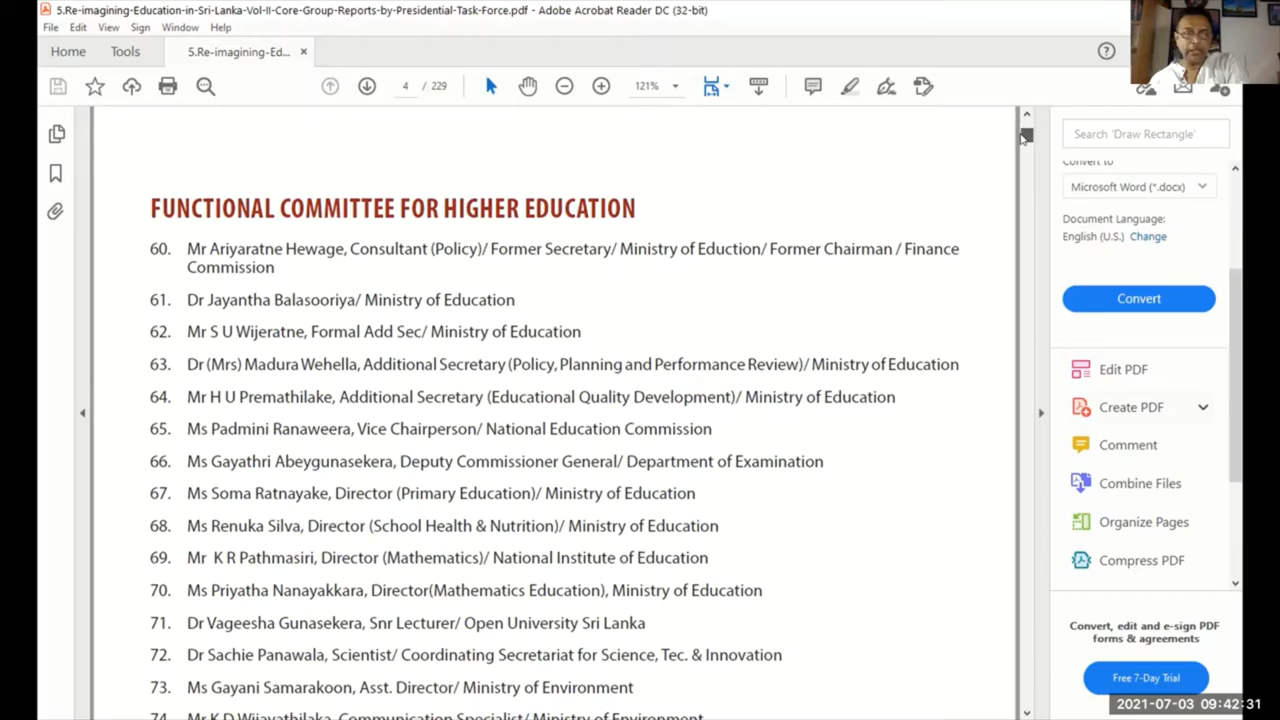 5.Re-imagining-Education-in-Sri-Lanka-Vol-II-Core-Group-Reports-by-Presidential-Task-Force.pdf - Adobe Acrobat Reader DC (32-bit)
File Edit View Sign Window Help
Home Tools 5.Re-imagining-Ed... ×
4 / 229 121%
Search 'Draw Rectangle'
Convert to
Microsoft Word (*.docx)
Document Language:
English (U.S.) Change
Convert
Edit PDF
Create PDF
Comment
Combine Files
Organize Pages
Compress PDF
Convert, edit and e-sign PDF
forms & agreements
Free 7-Day Trial
FUNCTIONAL COMMITTEE FOR HIGHER EDUCATION
60. Mr Ariyaratne Hewage, Consultant (Policy)/ Former Secretary/ Ministry of Eduction/ Former Chairman / Finance
Commission
61. Dr Jayantha Balasooriya/ Ministry of Education
62. Mr S U Wijeratne, Formal Add Sec/ Ministry of Education
63. Dr (Mrs) Madura Wehella, Additional Secretary (Policy, Planning and Performance Review)/ Ministry of Education
64. Mr H U Premathilake, Additional Secretary (Educational Quality Development)/ Ministry of Education
65. Ms Padmini Ranaweera, Vice Chairperson/ National Education Commission
66. Ms Gayathri Abeygunasekera, Deputy Commissioner General/ Department of Examination
67. Ms Soma Ratnayake, Director (Primary Education)/ Ministry of Education
68. Ms Renuka Silva, Director (School Health & Nutrition)/ Ministry of Education
69. Mr K R Pathmasiri, Director (Mathematics)/ National Institute of Education
70. Ms Priyatha Nanayakkara, Director(Mathematics Education), Ministry of Education
71. Dr Vageesha Gunasekera, Snr Lecturer/ Open University Sri Lanka
72. Dr Sachie Panawala, Scientist/ Coordinating Secretariat for Science, Tec. & Innovation
73. Ms Gayani Samarakoon, Asst. Director/ Ministry of Environment
74. Mr K D Wijayathilaka, Communication Specialist/ Ministry of Environment
2021-07-03 09:42:31